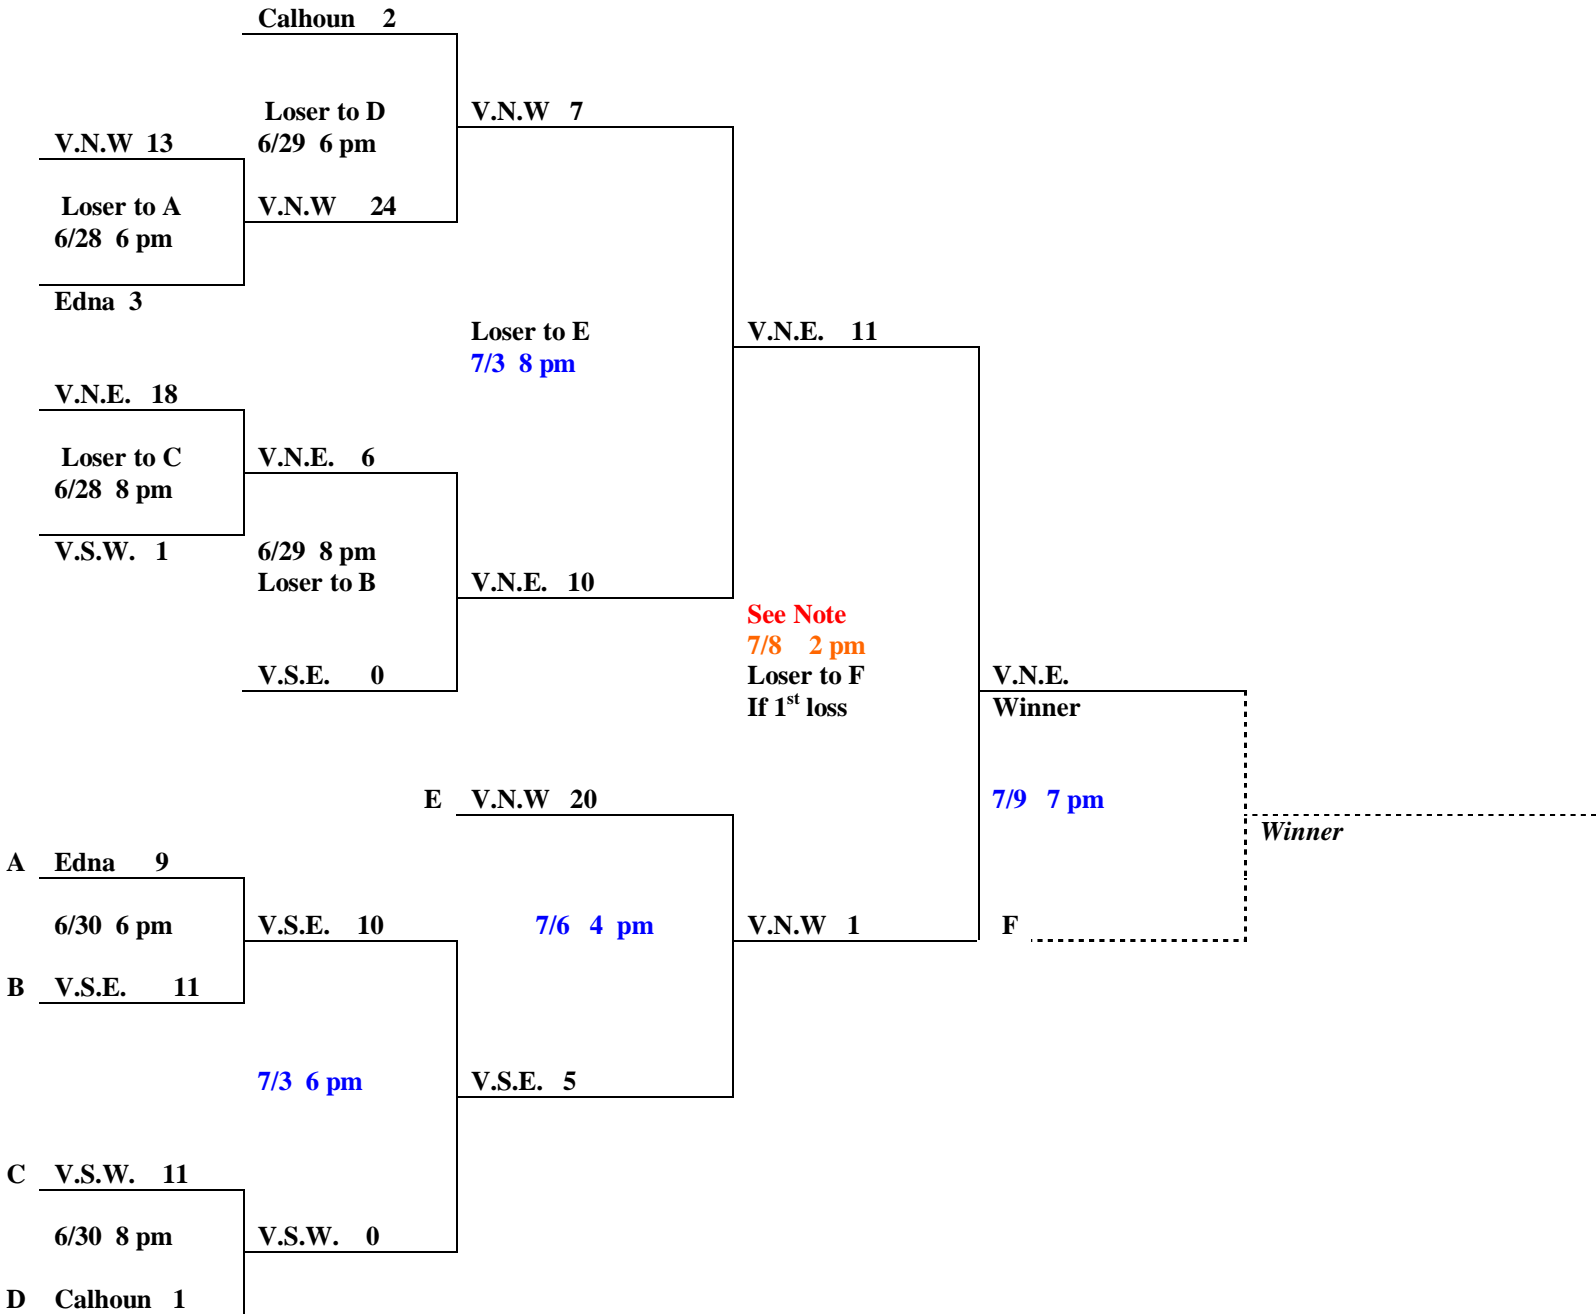 Calhoun 2
Loser to D
6/29 6 pm
V.N.W 7
V.N.W 13
Loser to A
6/28 6 pm
V.N.W 24
Edna 3
Loser to E
7/3 8 pm
V.N.E. 11
V.N.E. 18
Loser to C
6/28 8 pm
V.N.E. 6
V.S.W. 1
6/29 8 pm
Loser to B
V.N.E. 10
V.S.E. 0
See Note
7/8 2 pm
Loser to F
If 1st loss
V.N.E.
Winner
E V.N.W 20
7/9 7 pm
Winner
A Edna 9
6/30 6 pm
V.S.E. 10
7/6 4 pm
V.N.W 1
F
B V.S.E. 11
7/3 6 pm
V.S.E. 5
C V.S.W. 11
6/30 8 pm
V.S.W. 0
D Calhoun 1